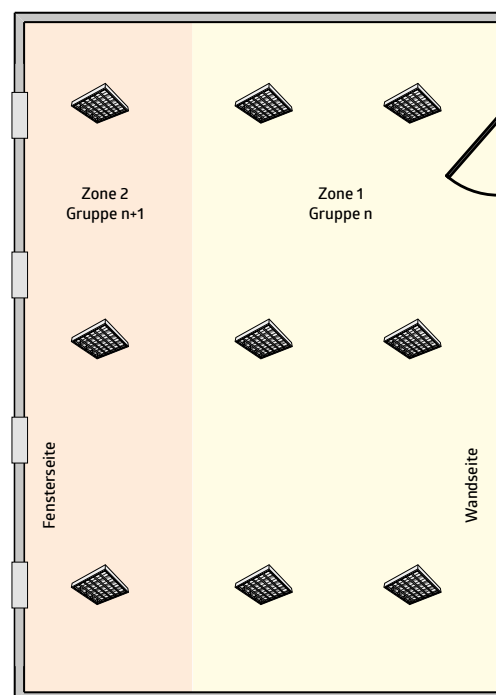 Zone 2
Gruppe n+1
Zone 1
Gruppe n
Fensterseite
Wandseite